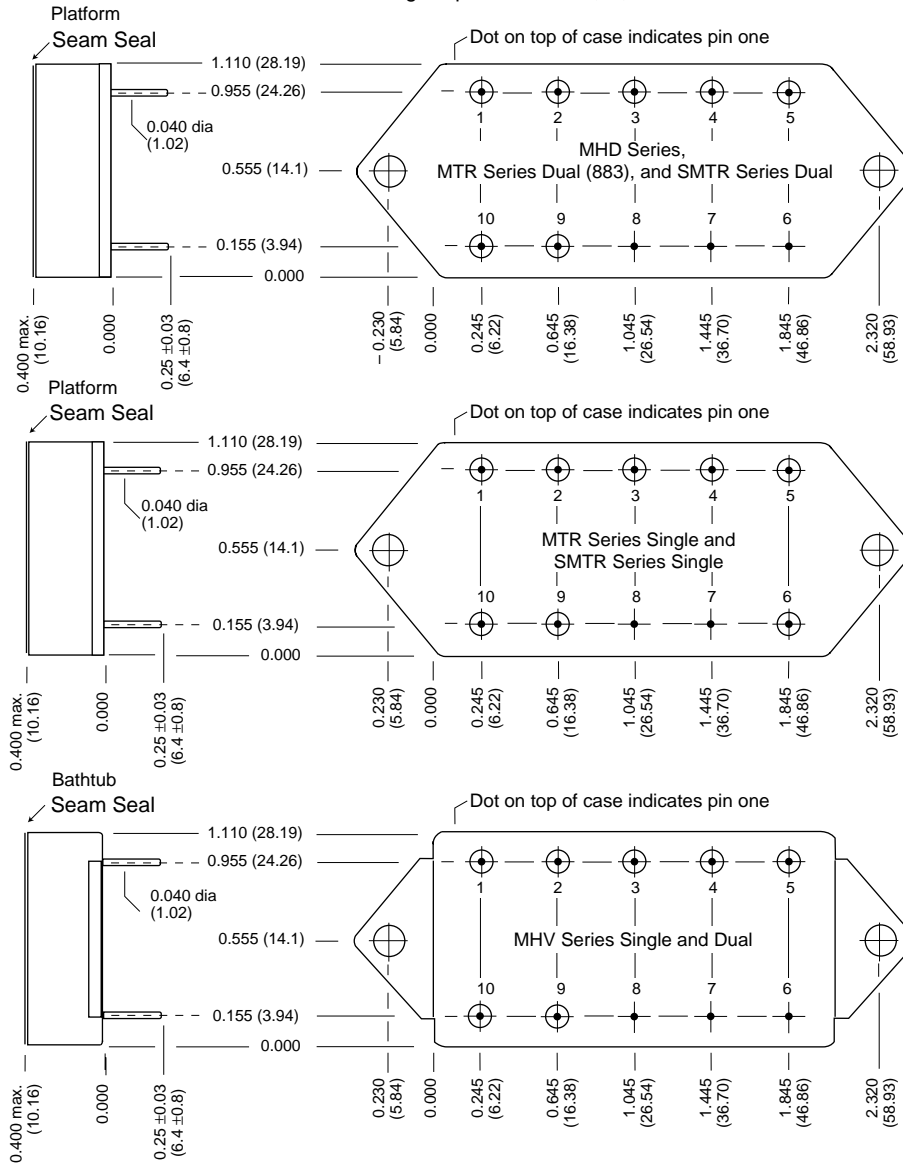 Platform
Seam Seal
Dot on top of case indicates pin one
1.110 (28.19)
0.955 (24.26)
0.040 dia
(1.02)
1 2 3 4 5
MHD Series,
MTR Series Dual (883), and SMTR Series Dual
0.555 (14.1)
10 9 8 7 6
0.155 (3.94)
0.000
0.400 max.
(10.16)
0.000
0.25 ±0.03
(6.4 ±0.8)
– 0.230
(5.84)
0.000
0.245
(6.22)
0.645
(16.38)
1.045
(26.54)
1.445
(36.70)
1.845
(46.86)
2.320
(58.93)
Platform
Seam Seal
Dot on top of case indicates pin one
1.110 (28.19)
0.955 (24.26)
0.040 dia
(1.02)
1 2 3 4 5
MTR Series Single and
SMTR Series Single
0.555 (14.1)
10 9 8 7 6
0.155 (3.94)
0.000
0.400 max.
(10.16)
0.000
0.25 ±0.03
(6.4 ±0.8)
0.230
(5.84)
0.000
0.245
(6.22)
0.645
(16.38)
1.045
(26.54)
1.445
(36.70)
1.845
(46.86)
2.320
(58.93)
Bathtub
Seam Seal
Dot on top of case indicates pin one
1.110 (28.19)
0.955 (24.26)
0.040 dia
(1.02)
1 2 3 4 5
0.555 (14.1)
MHV Series Single and Dual
10 9 8 7 6
0.155 (3.94)
0.000
0.400 max.
(10.16)
0.000
0.25 ±0.03
(6.4 ±0.8)
0.230
(5.84)
0.000
0.245
(6.22)
0.645
(16.38)
1.045
(26.54)
1.445
(36.70)
1.845
(46.86)
2.320
(58.93)